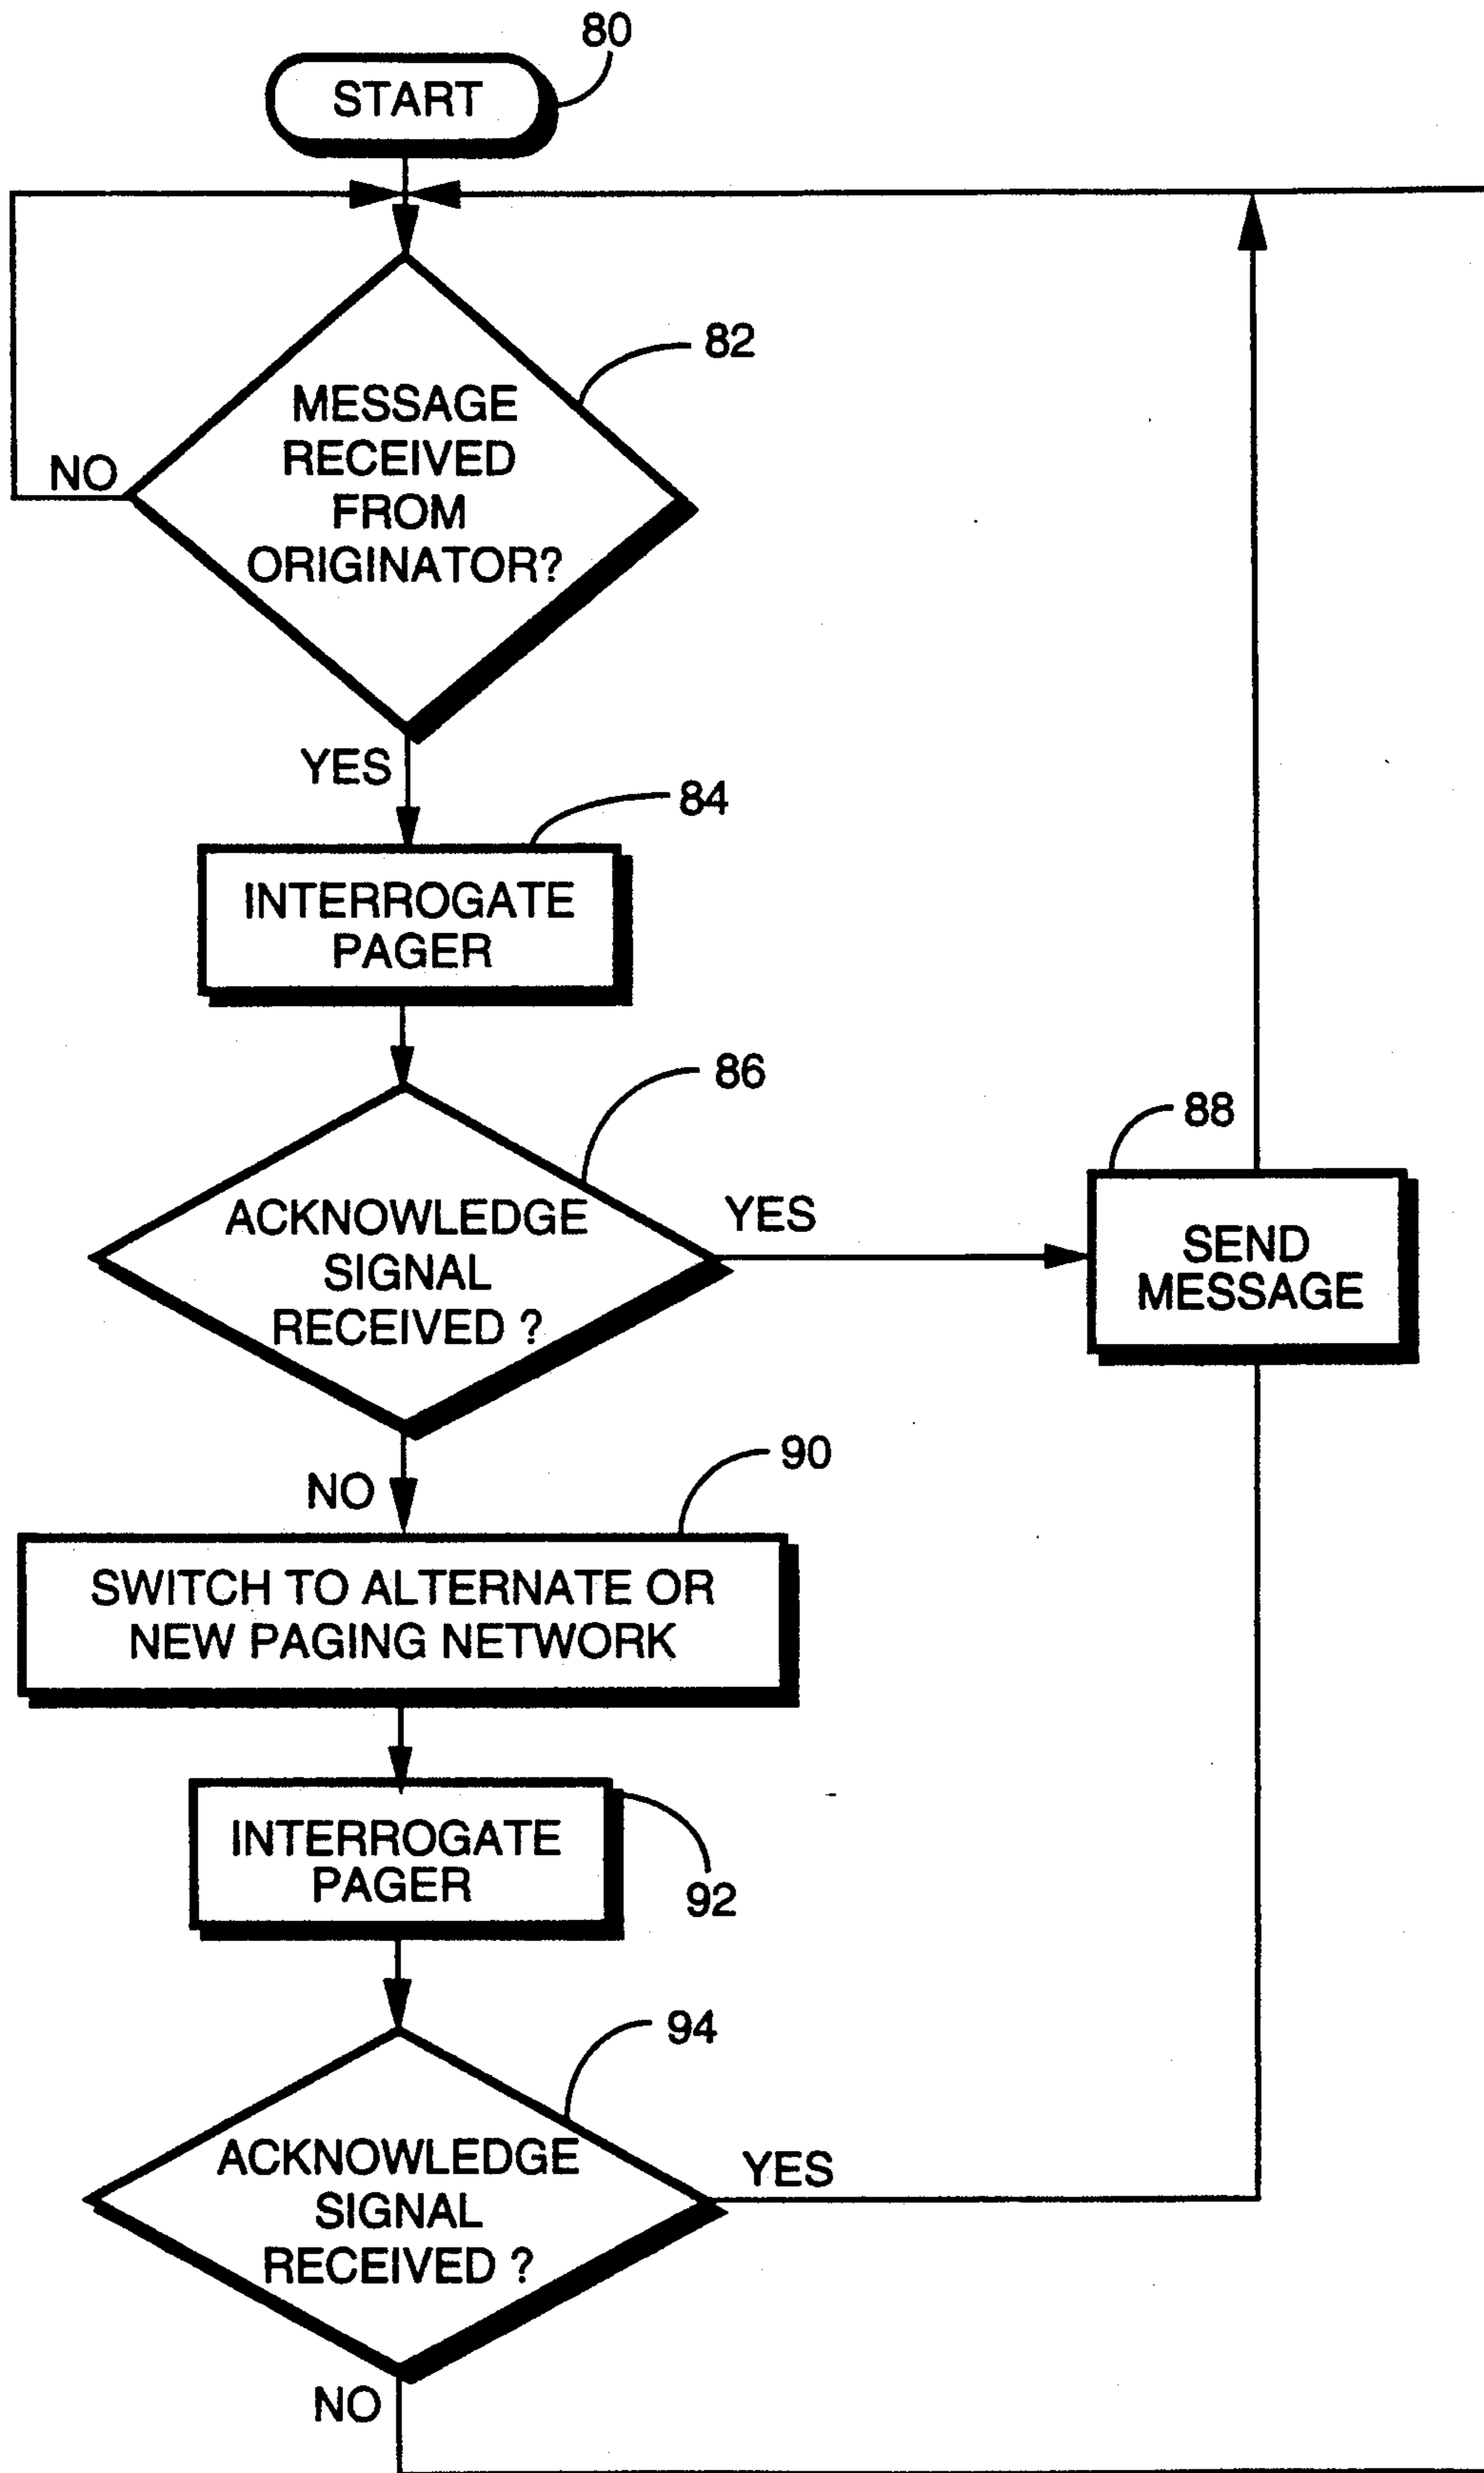 80
START
82
MESSAGE
RECEIVED
FROM
ORIGINATOR?
NO
YES
84
INTERROGATE
PAGER
86
ACKNOWLEDGE
SIGNAL
RECEIVED ?
YES
88
SEND
MESSAGE
NO
90
SWITCH TO ALTERNATE OR
NEW PAGING NETWORK
INTERROGATE
PAGER
92
94
ACKNOWLEDGE
SIGNAL
RECEIVED ?
YES
NO